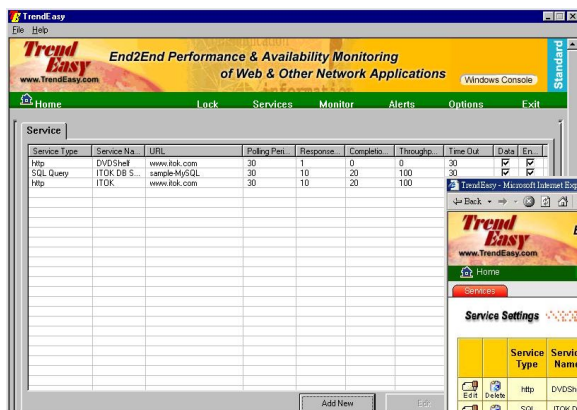 TrendEasy
File Help
Trend Easy
www.TrendEasy.com
End2End Performance & Availability Monitoring
of Web & Other Network Applications
Windows Console
Standard
Home Lock Services Monitor Alerts Options Exit
Service
Service Type Service Na... URL Polling Peri... Response... Completio... Throughp... Time Out Data En...
http DVDShelf www.itok.com 30 1 0 0 30
SQL Query ITOK DB S... sample-MySQL 30 10 20 100 30
http ITOK www.itok.com 30 10 20 100
Add New Edit
TrendEasy - Microsoft Internet Exp
Back
Trend Easy
www.TrendEasy.com
E
Home
Services
Service Settings
Service Type Servic Name
Edit Delete http DVDSh
SQL ITOK D